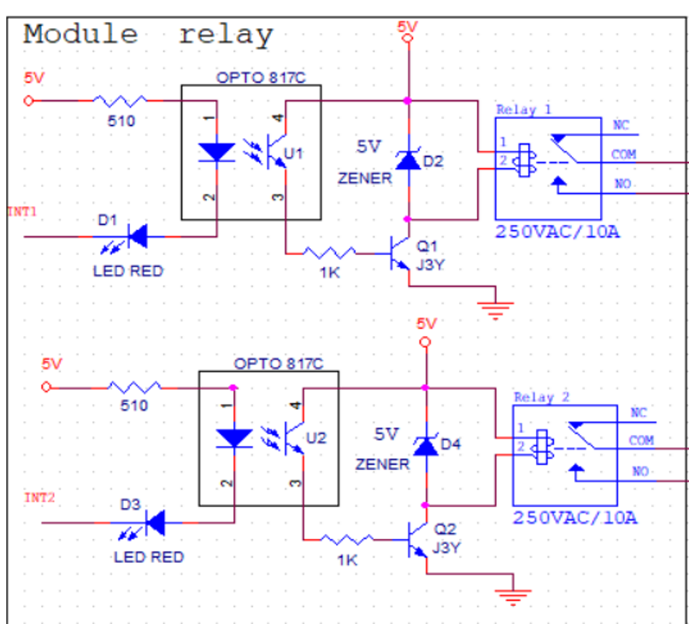 Module relay
5V
5V
OPTO 817C
510
1
4
U1
2
3
5V
D2
ZENER
Relay 1
1
2
NC
COM
NO
250VAC/10A
INT1
D1
LED RED
1K
Q1
J3Y
5V
5V
OPTO 817C
510
1
4
U2
2
3
5V
D4
ZENER
Relay 2
1
2
NC
COM
NO
250VAC/10A
INT2
D3
LED RED
1K
Q2
J3Y